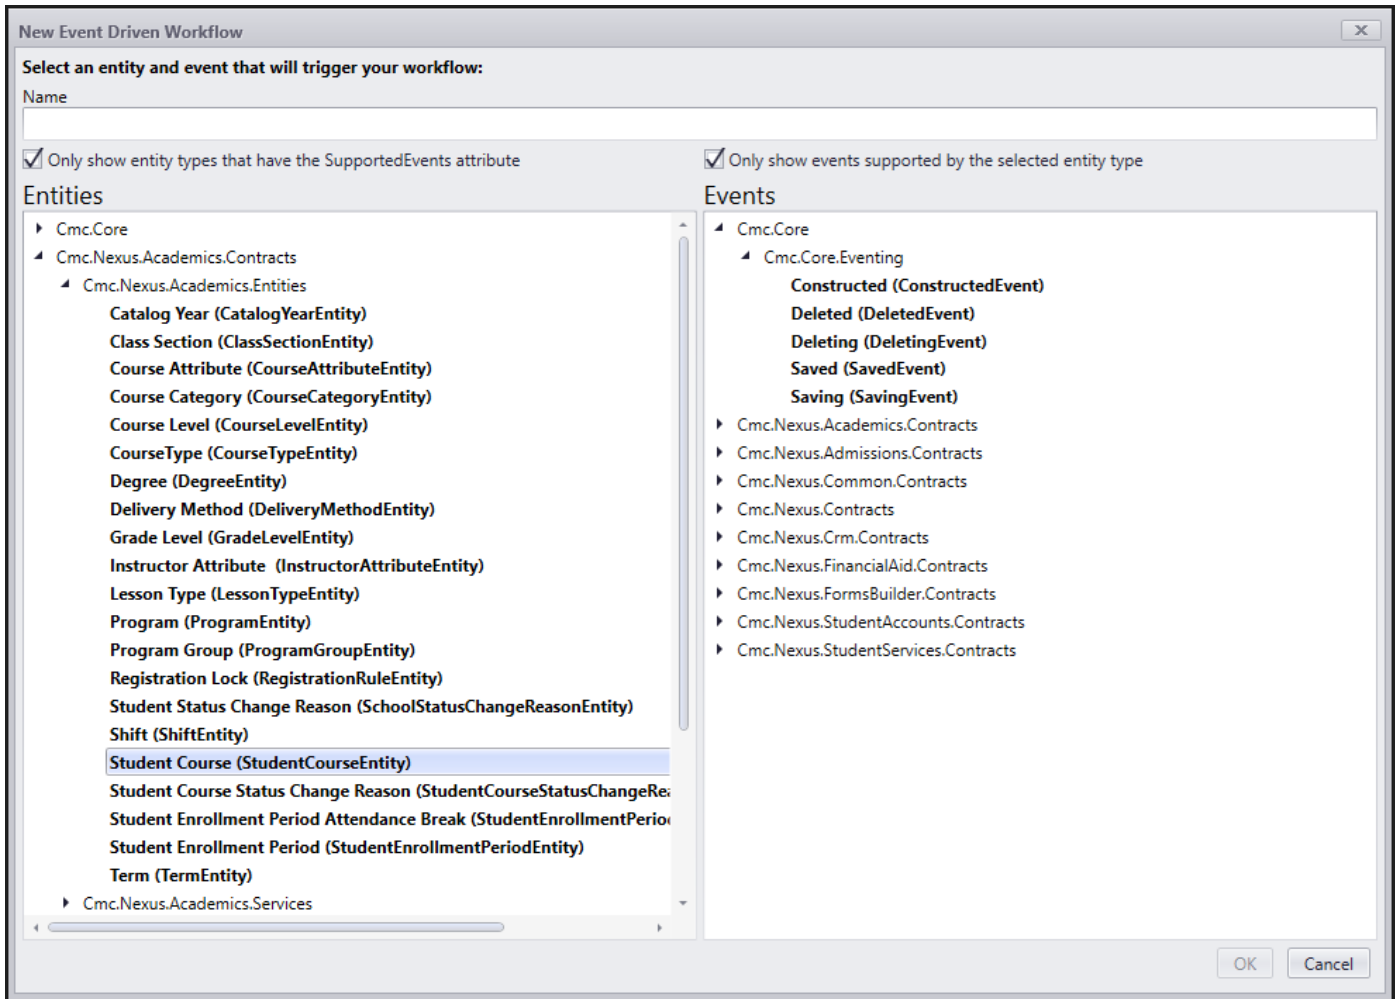 New Event Driven Workflow
Select an entity and event that will trigger your workflow:
Name
Only show entity types that have the SupportedEvents attribute
Only show events supported by the selected entity type
Entities
Cmc.Core
Cmc.Nexus.Academics.Contracts
Cmc.Nexus.Academics.Entities
Catalog Year (CatalogYearEntity)
Class Section (ClassSectionEntity)
Course Attribute (CourseAttributeEntity)
Course Category (CourseCategoryEntity)
Course Level (CourseLevelEntity)
CourseType (CourseTypeEntity)
Degree (DegreeEntity)
Delivery Method (DeliveryMethodEntity)
Grade Level (GradeLevelEntity)
Instructor Attribute (InstructorAttributeEntity)
Lesson Type (LessonTypeEntity)
Program (ProgramEntity)
Program Group (ProgramGroupEntity)
Registration Lock (RegistrationRuleEntity)
Student Status Change Reason (SchoolStatusChangeReasonEntity)
Shift (ShiftEntity)
Student Course (StudentCourseEntity)
Student Course Status Change Reason (StudentCourseStatusChangeRea
Student Enrollment Period Attendance Break (StudentEnrollmentPerio
Student Enrollment Period (StudentEnrollmentPeriodEntity)
Term (TermEntity)
Cmc.Nexus.Academics.Services
Events
Cmc.Core
Cmc.Core.Eventing
Constructed (ConstructedEvent)
Deleted (DeletedEvent)
Deleting (DeletingEvent)
Saved (SavedEvent)
Saving (SavingEvent)
Cmc.Nexus.Academics.Contracts
Cmc.Nexus.Admissions.Contracts
Cmc.Nexus.Common.Contracts
Cmc.Nexus.Contracts
Cmc.Nexus.Crm.Contracts
Cmc.Nexus.FinancialAid.Contracts
Cmc.Nexus.FormsBuilder.Contracts
Cmc.Nexus.StudentAccounts.Contracts
Cmc.Nexus.StudentServices.Contracts
OK
Cancel